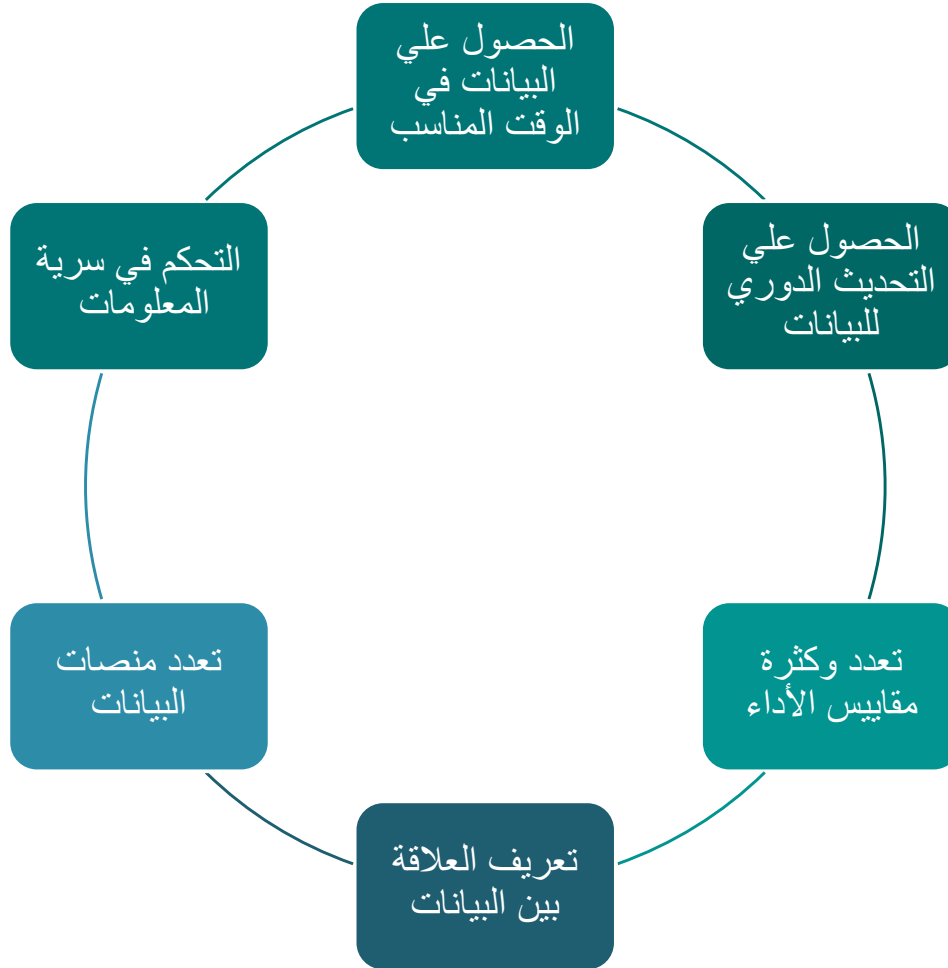 الحصول علي
البيانات في
الوقت المناسب
الحصول علي
التحديث الدوري
للبيانات
تعدد وكثرة
مقاييس الأداء
تعريف العلاقة
بين البيانات
تعدد منصات
البيانات
التحكم في سرية
المعلومات